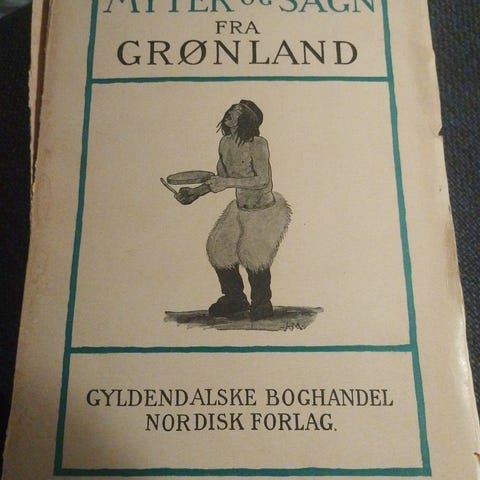 MYTER OG SAGN
FRA
GRØNLAND
GYLDENDALSKE BOGHANDEL
NORDISK FORLAG.